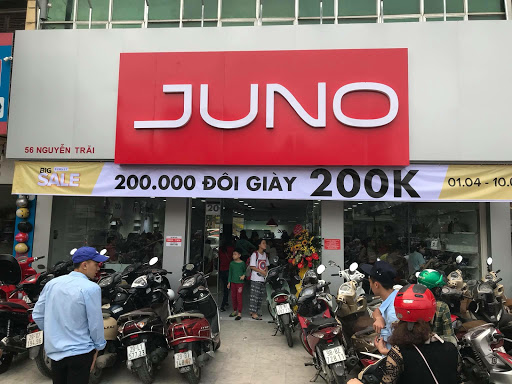 JUNO
56 NGUYỄN TRÃI
BIG
SALE
200.000 ĐÔI GIÀY 200K
01.04 - 10.0